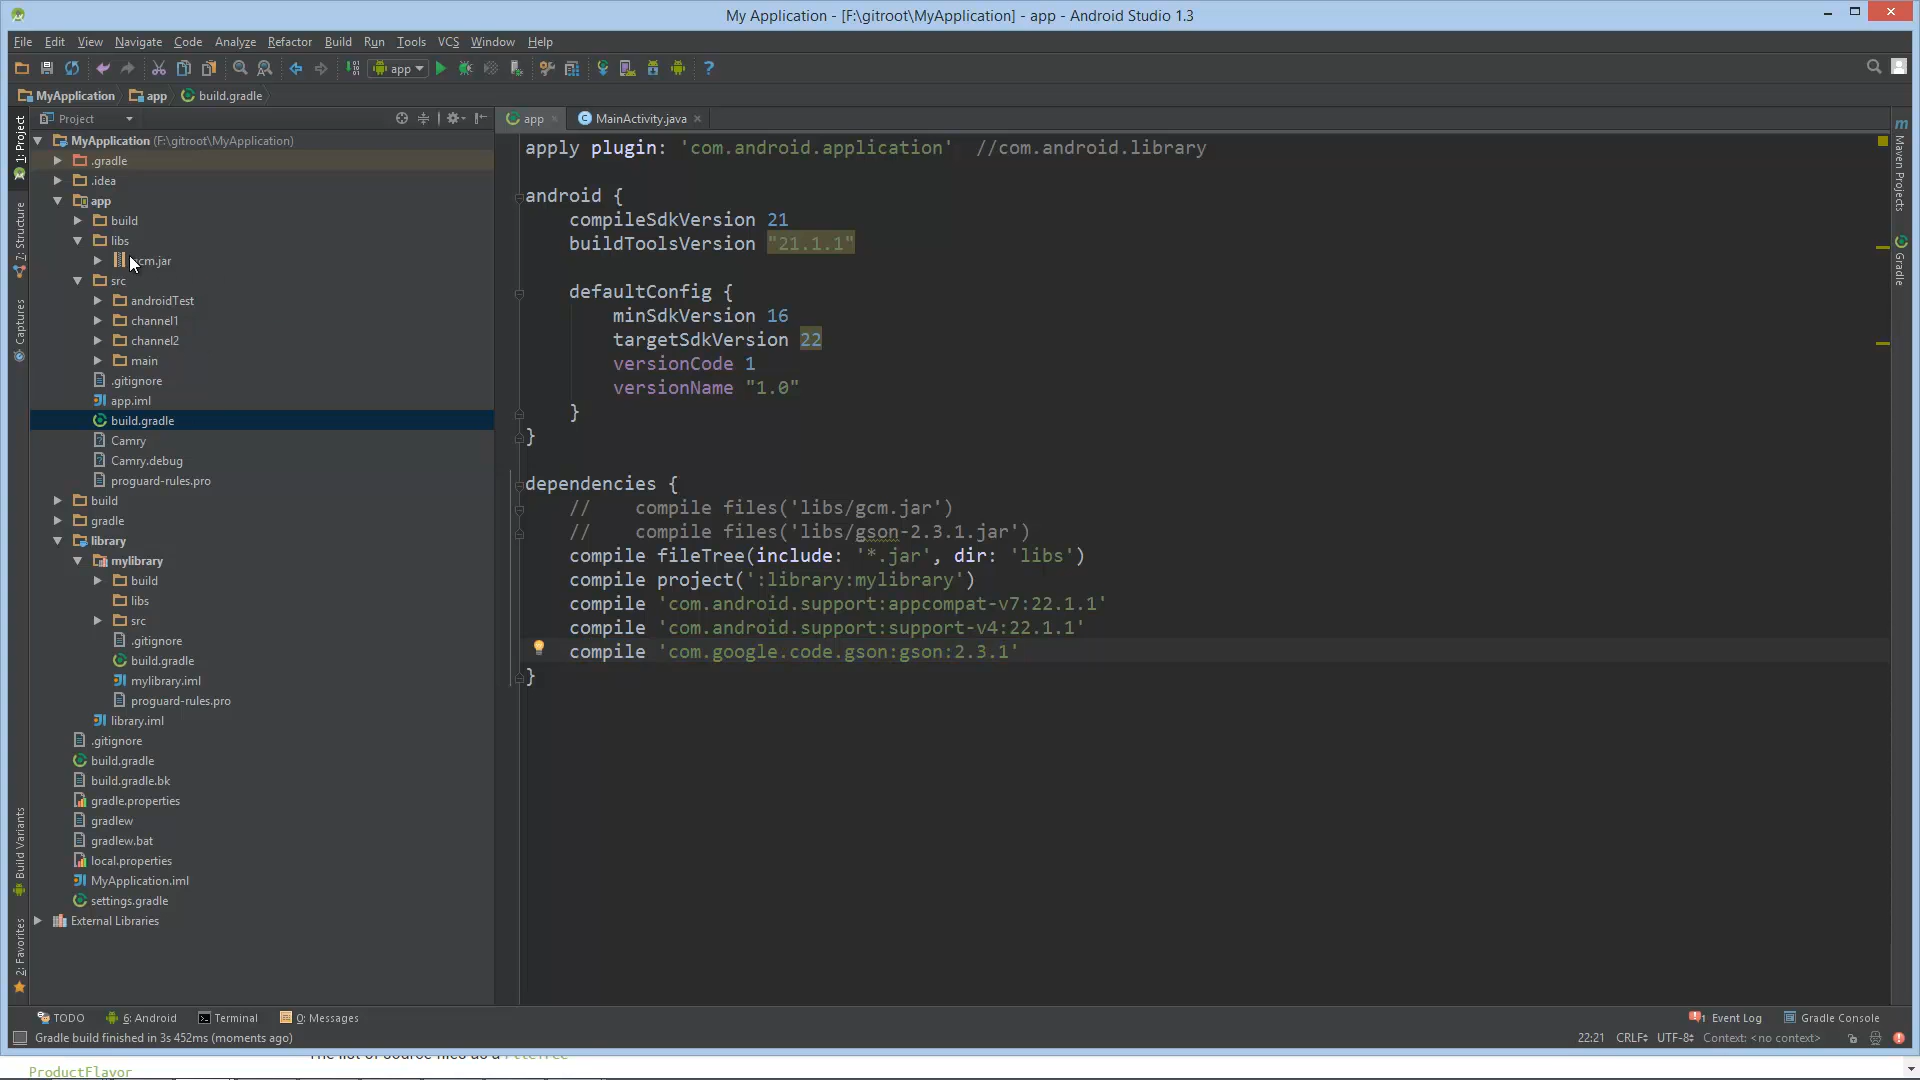 My Application - [F:\gitroot\MyApplication] - app - Android Studio 1.3
File Edit View Navigate Code Analyze Refactor Build Run Tools VCS Window Help
app
MyApplication app build.gradle
Project
app MainActivity.java
1: Project
7: Structure
Captures
Build Variants
2: Favorites
MyApplication (F:\gitroot\MyApplication)
.gradle
.idea
app
build
libs
cm.jar
src
androidTest
channel1
channel2
main
.gitignore
app.iml
build.gradle
Camry
Camry.debug
proguard-rules.pro
build
gradle
library
mylibrary
build
libs
src
.gitignore
build.gradle
mylibrary.iml
proguard-rules.pro
library.iml
.gitignore
build.gradle
build.gradle.bk
gradle.properties
gradlew
gradlew.bat
local.properties
MyApplication.iml
settings.gradle
External Libraries
apply plugin: 'com.android.application' //com.android.library
android {
compileSdkVersion 21
buildToolsVersion "21.1.1"
defaultConfig {
minSdkVersion 16
targetSdkVersion 22
versionCode 1
versionName "1.0"
}
}
dependencies {
// compile files('libs/gcm.jar')
// compile files('libs/gson-2.3.1.jar')
compile fileTree(include: '*.jar', dir: 'libs')
compile project(':library:mylibrary')
compile 'com.android.support:appcompat-v7:22.1.1'
compile 'com.android.support:support-v4:22.1.1'
compile 'com.google.code.gson:gson:2.3.1'
}
m
Maven Projects
Gradle
TODO 6: Android Terminal 0: Messages 1 Event Log Gradle Console
Gradle build finished in 3s 452ms (moments ago) 22:21 CRLF UTF-8 Context: <no context>
The list of source files as a FileTree
ProductFlavor